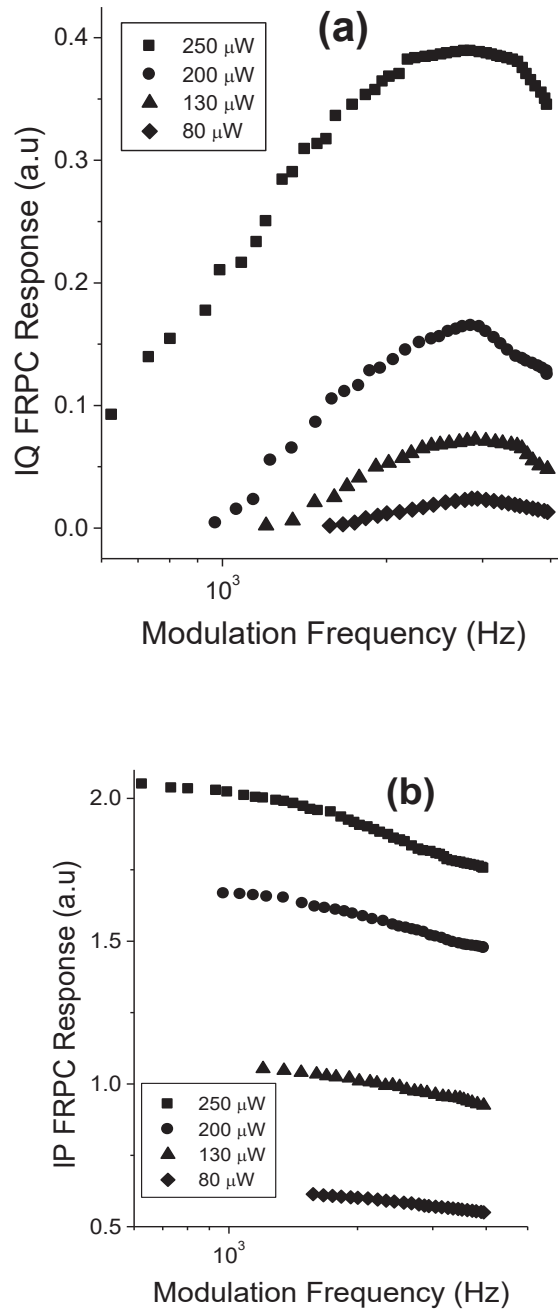 (a)
250 μW
200 μW
130 μW
80 μW
0.4
0.3
0.2
0.1
0.0
IQ FRPC Response (a.u)
10³
Modulation Frequency (Hz)
(b)
2.0
1.5
1.0
0.5
IP FRPC Response (a.u)
250 μW
200 μW
130 μW
80 μW
10³
Modulation Frequency (Hz)